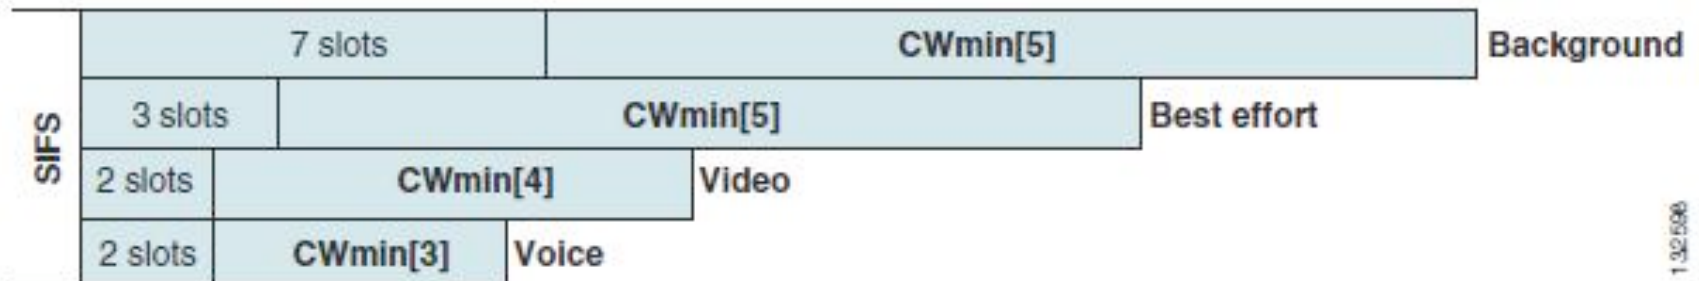 SIFS
7 slots CWmin[5] Background
3 slots CWmin[5] Best effort
2 slots CWmin[4] Video
2 slots CWmin[3] Voice
132598